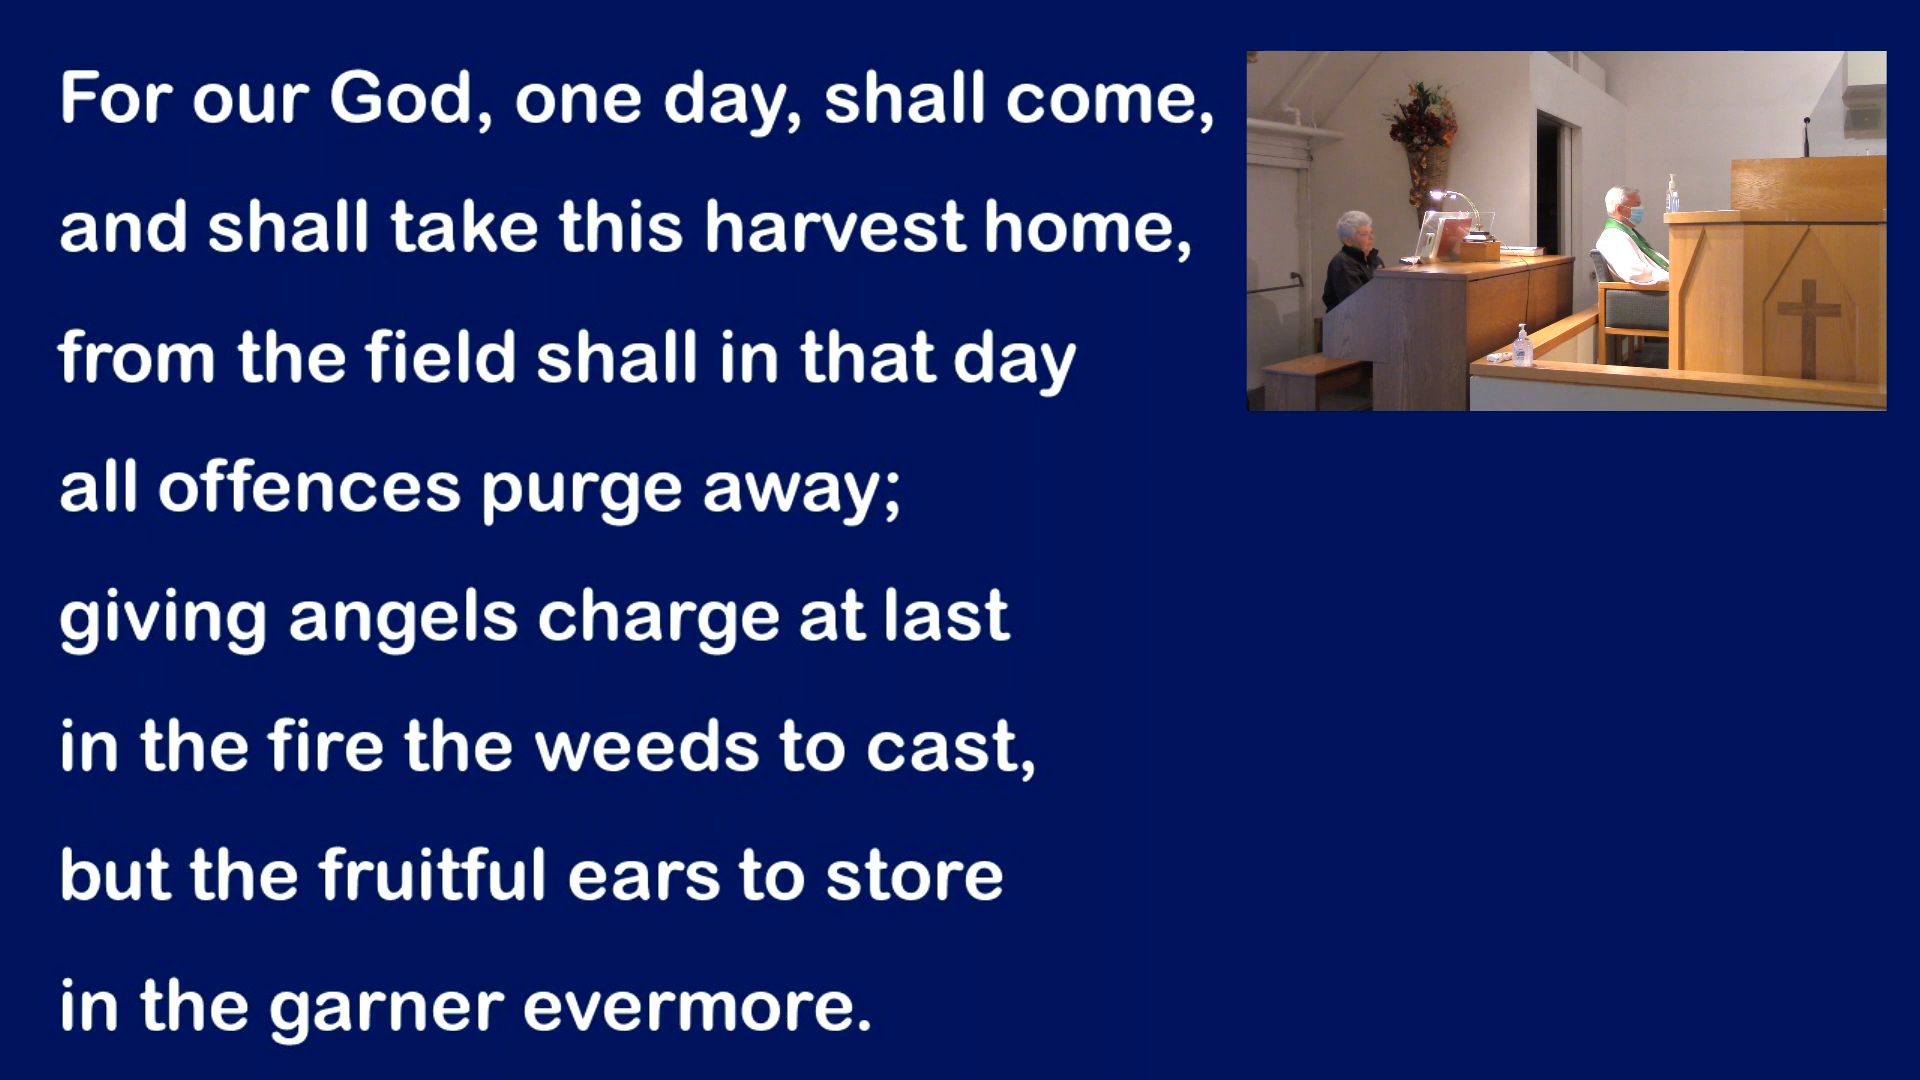 For our God, one day, shall come,
and shall take this harvest home,
from the field shall in that day
all offences purge away;
giving angels charge at last
in the fire the weeds to cast,
but the fruitful ears to store
in the garner evermore.